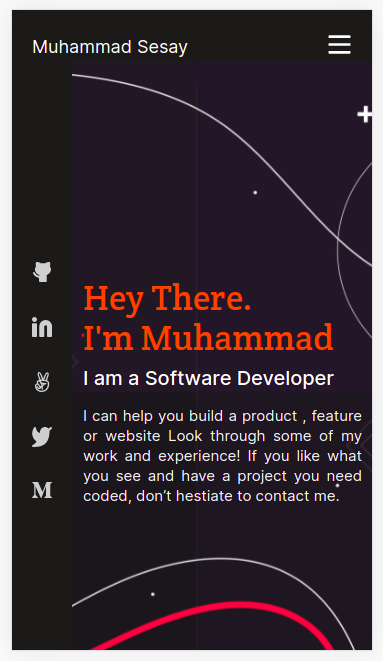 Muhammad Sesay
Hey There.
I'm Muhammad
I am a Software Developer
I can help you build a product , feature
or website Look through some of my
work and experience! If you like what
you see and have a project you need
coded, don’t hestiate to contact me.